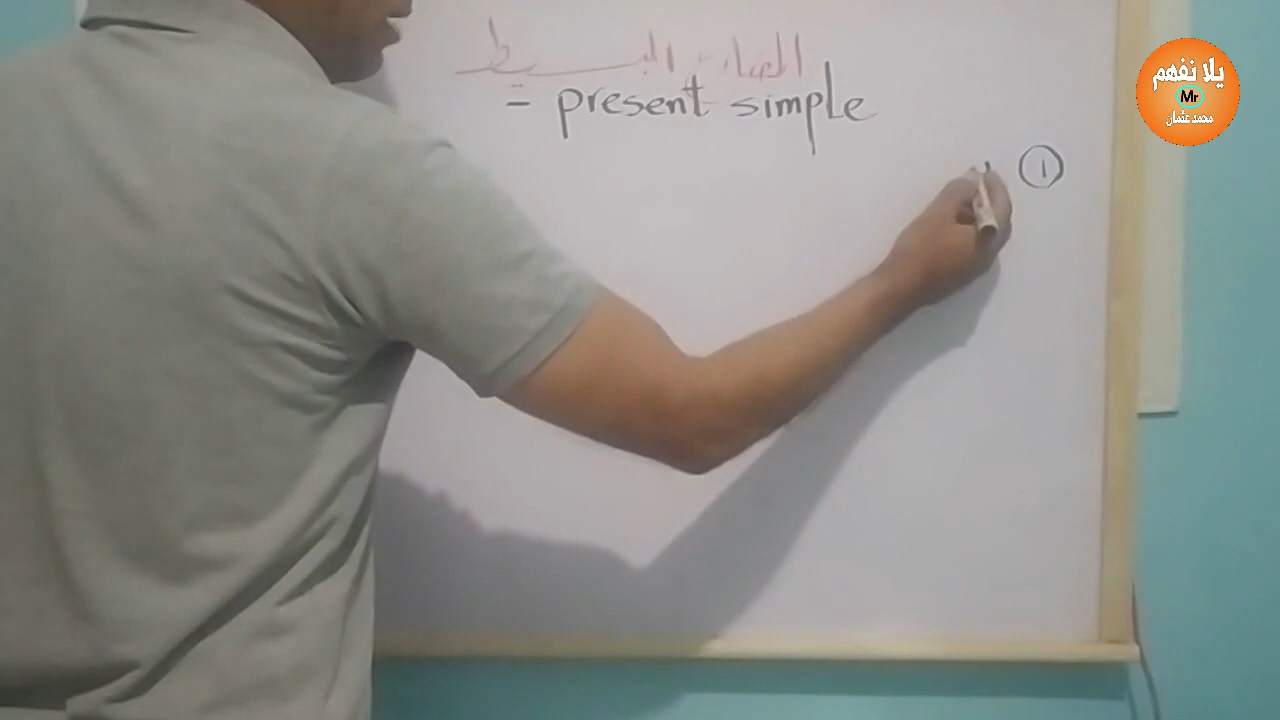 المضارع البسيط
- present simple
①
يلا نفهم
Mr
محمد عثمان